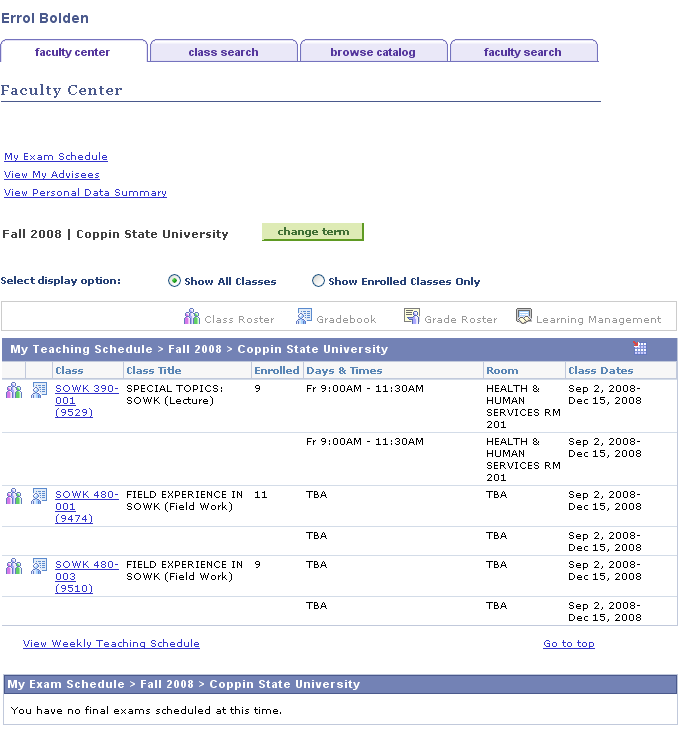 Errol Bolden
faculty center class search browse catalog faculty search
Faculty Center
My Exam Schedule
View My Advisees
View Personal Data Summary
Fall 2008 | Coppin State University change term
Select display option: Show All Classes Show Enrolled Classes Only
Class Roster Gradebook Grade Roster Learning Management
My Teaching Schedule > Fall 2008 > Coppin State University
Class Class Title Enrolled Days & Times Room Class Dates
SOWK 390- SPECIAL TOPICS: 9 Fr 9:00AM - 11:30AM HEALTH & Sep 2, 2008-
001 SOWK (Lecture) HUMAN Dec 15, 2008
(9529) SERVICES RM
201
Fr 9:00AM - 11:30AM HEALTH & Sep 2, 2008-
HUMAN Dec 15, 2008
SERVICES RM
201
SOWK 480- FIELD EXPERIENCE IN 11 TBA TBA Sep 2, 2008-
001 SOWK (Field Work) Dec 15, 2008
(9474)
TBA TBA Sep 2, 2008-
Dec 15, 2008
SOWK 480- FIELD EXPERIENCE IN 9 TBA TBA Sep 2, 2008-
003 SOWK (Field Work) Dec 15, 2008
(9510)
TBA TBA Sep 2, 2008-
Dec 15, 2008
View Weekly Teaching Schedule Go to top
My Exam Schedule > Fall 2008 > Coppin State University
You have no final exams scheduled at this time.